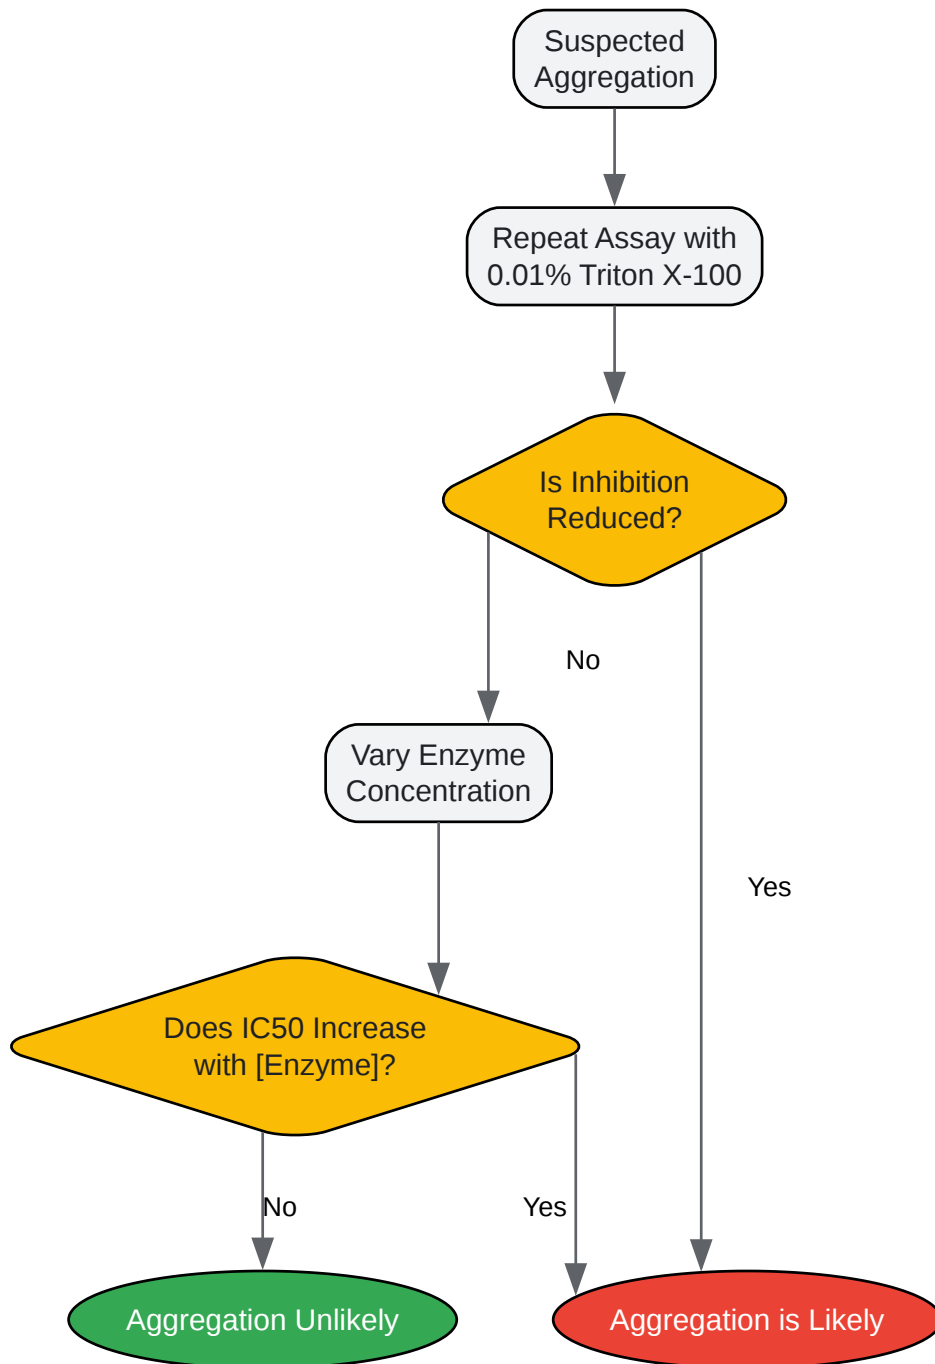 Suspected
Aggregation
Repeat Assay with
0.01% Triton X-100
Is Inhibition
Reduced?
No
Vary Enzyme
Concentration
Yes
Does IC50 Increase
with [Enzyme]?
No
Yes
Aggregation Unlikely
Aggregation is Likely